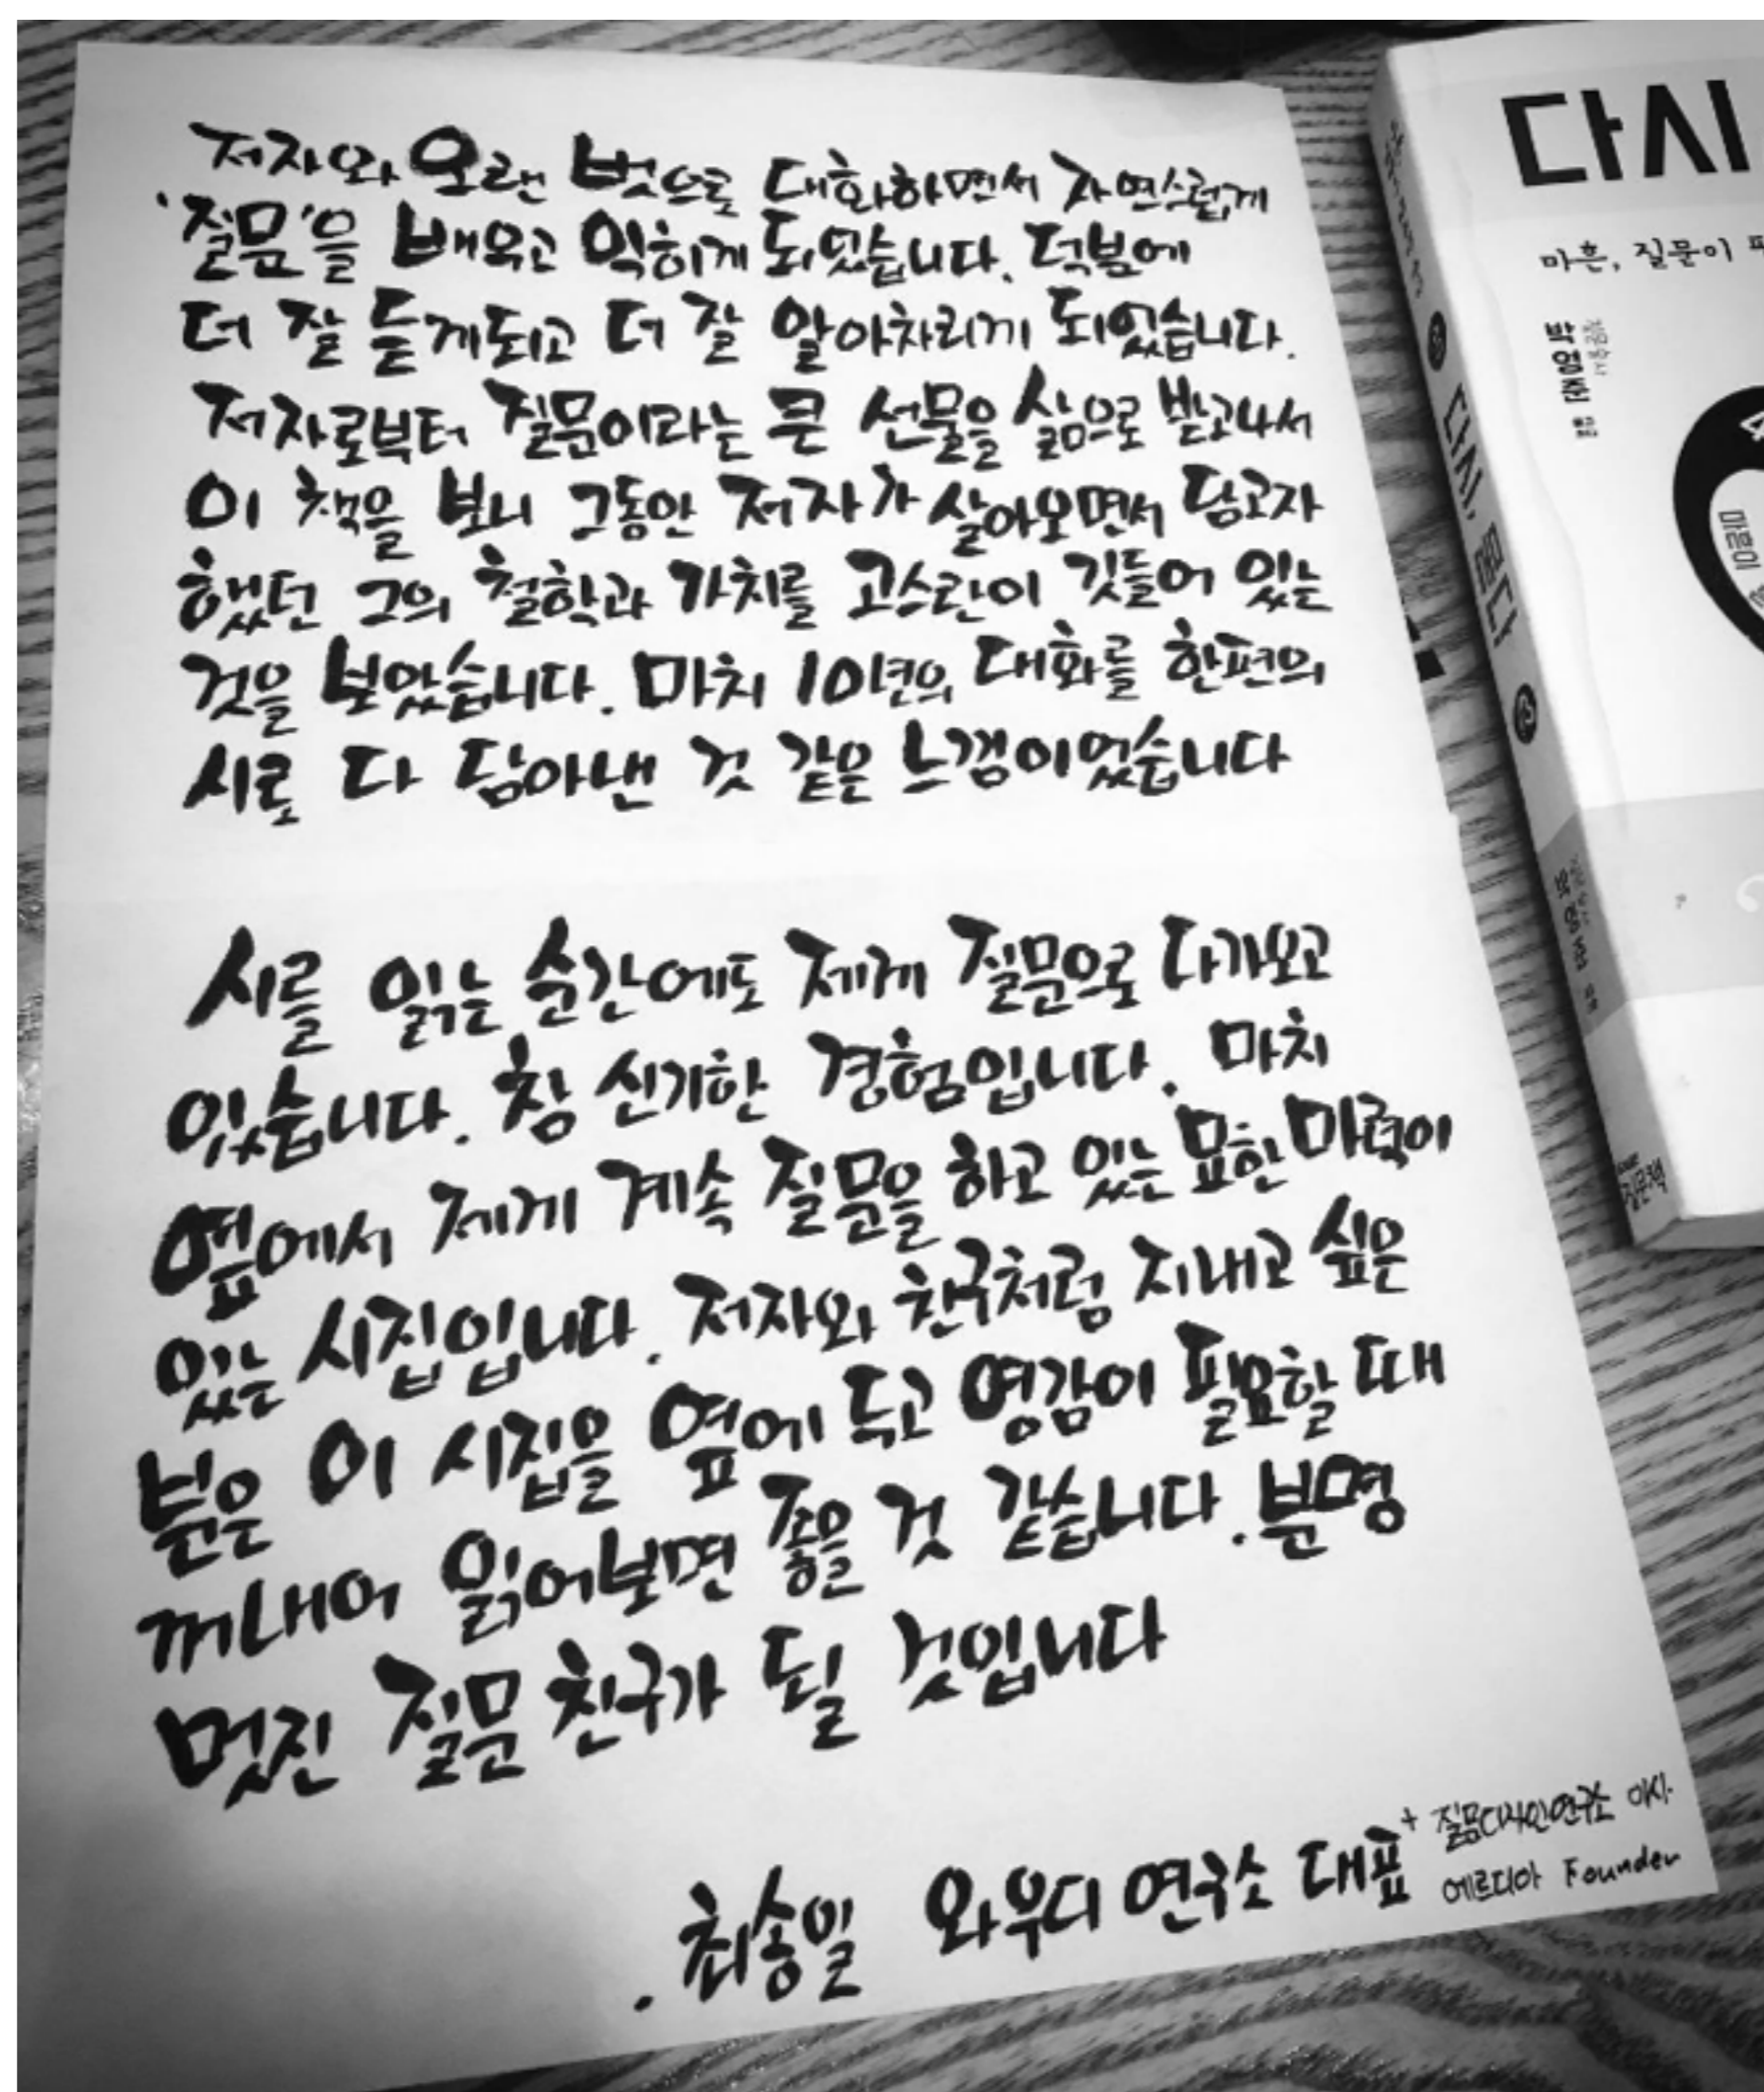 저자와 오랜 벗으로 대화하면서 자연스럽게
'질문'을 배우고 익히게 되었습니다. 덕분에
더 잘 듣게되고 더 잘 알아차리게 되었습니다.
저자로부터 질문이라는 큰 선물을 삶으로 받고나서
이 책을 보니 그동안 저자가 살아오면서 담고자
했던 그의 철학과 가치를 고스란히 깃들어 있는
것을 보았습니다. 마치 10년의 대화를 한편의
시로 다 담아낸 것 같은 느낌이었습니다
시를 읽는 순간에도 제게 질문으로 다가오고
있습니다. 참 신기한 경험입니다. 마치
옆에서 제게 계속 질문을 하고 있는 묘한 마력이
있는 시집입니다. 저자와 친구처럼 지내고 싶은
분은 이 시집을 옆에 두고 영감이 필요할 때
꺼내어 읽어보면 좋을 것 같습니다. 분명
멋진 질문 친구가 될 것입니다
. 최송일 와우디 연구소 대표
+ 질문디자인연구소 이사
에르디아 Founder
다시,
마흔, 질문이
박영준
다시, 묻다
질문책